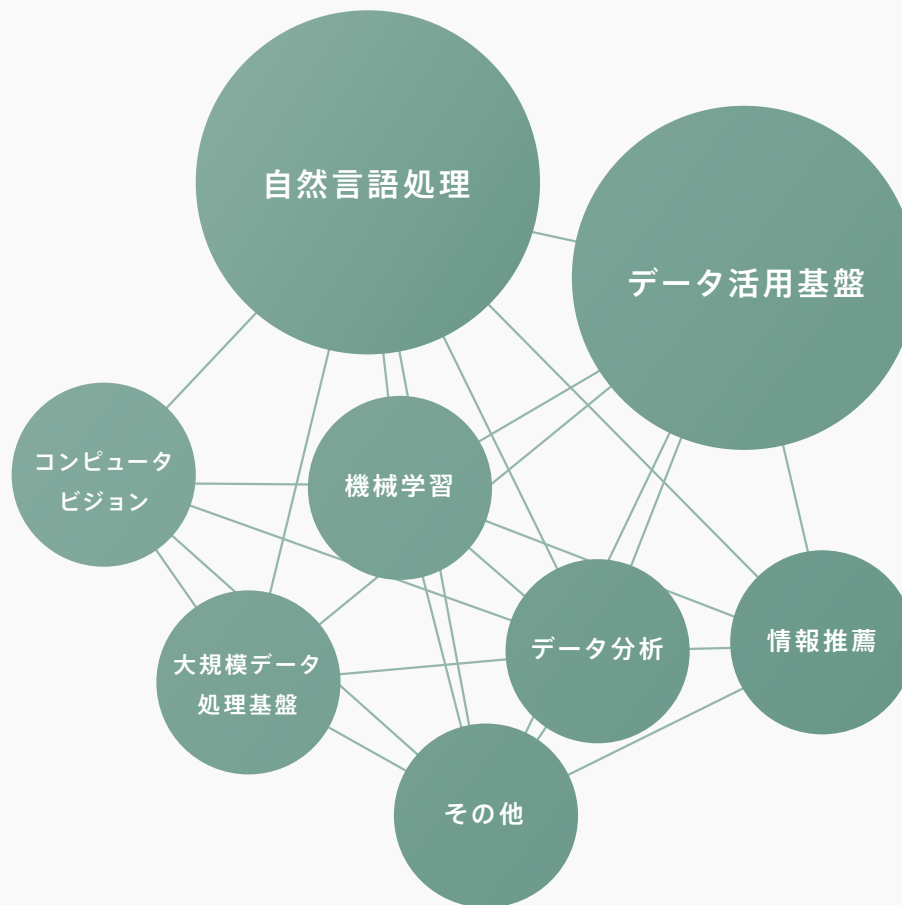 自然言語処理
データ活用基盤
コンピュータ
ビジョン
機械学習
データ分析
情報推薦
大規模データ
処理基盤
その他